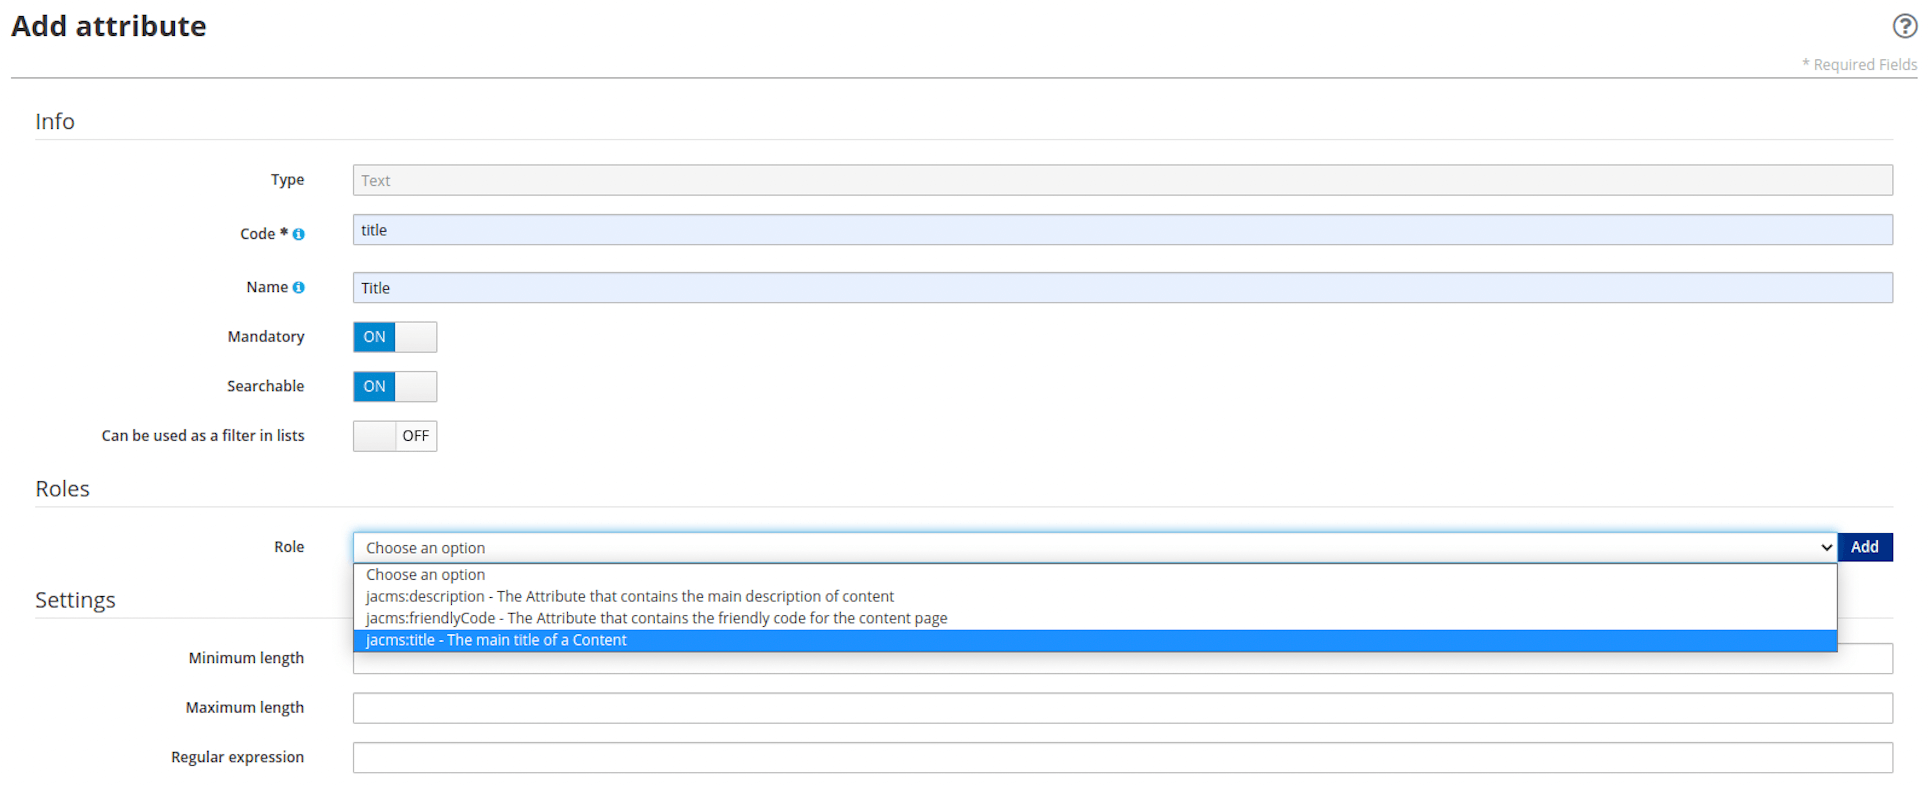 Add attribute
* Required Fields
Info
Type Text
Code * title
Name Title
Mandatory ON
Searchable ON
Can be used as a filter in lists OFF
Roles
Role Choose an option Add
Choose an option
jacms:description - The Attribute that contains the main description of content
jacms:friendlyCode - The Attribute that contains the friendly code for the content page
jacms:title - The main title of a Content
Settings
Minimum length
Maximum length
Regular expression